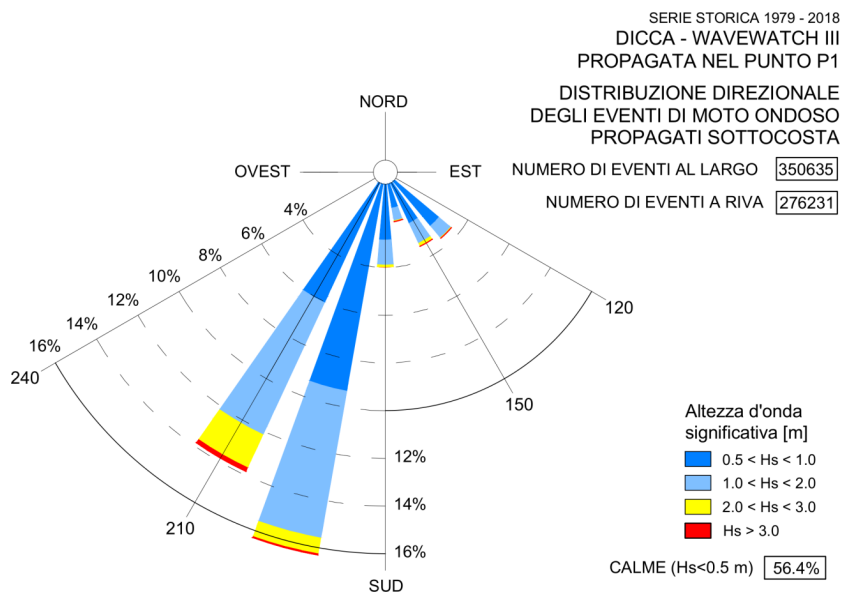 SERIE STORICA 1979 - 2018
DICCA - WAVEWATCH III
PROPAGATA NEL PUNTO P1
DISTRIBUZIONE DIREZIONALE
DEGLI EVENTI DI MOTO ONDOSO
PROPAGATI SOTTOCOSTA
NUMERO DI EVENTI AL LARGO 350635
NUMERO DI EVENTI A RIVA 276231
NORD
OVEST
EST
4%
6%
8%
10%
12%
14%
16%
240
210
12%
14%
16%
SUD
150
120
Altezza d'onda
significativa [m]
0.5 < Hs < 1.0
1.0 < Hs < 2.0
2.0 < Hs < 3.0
Hs > 3.0
CALME (Hs<0.5 m) 56.4%